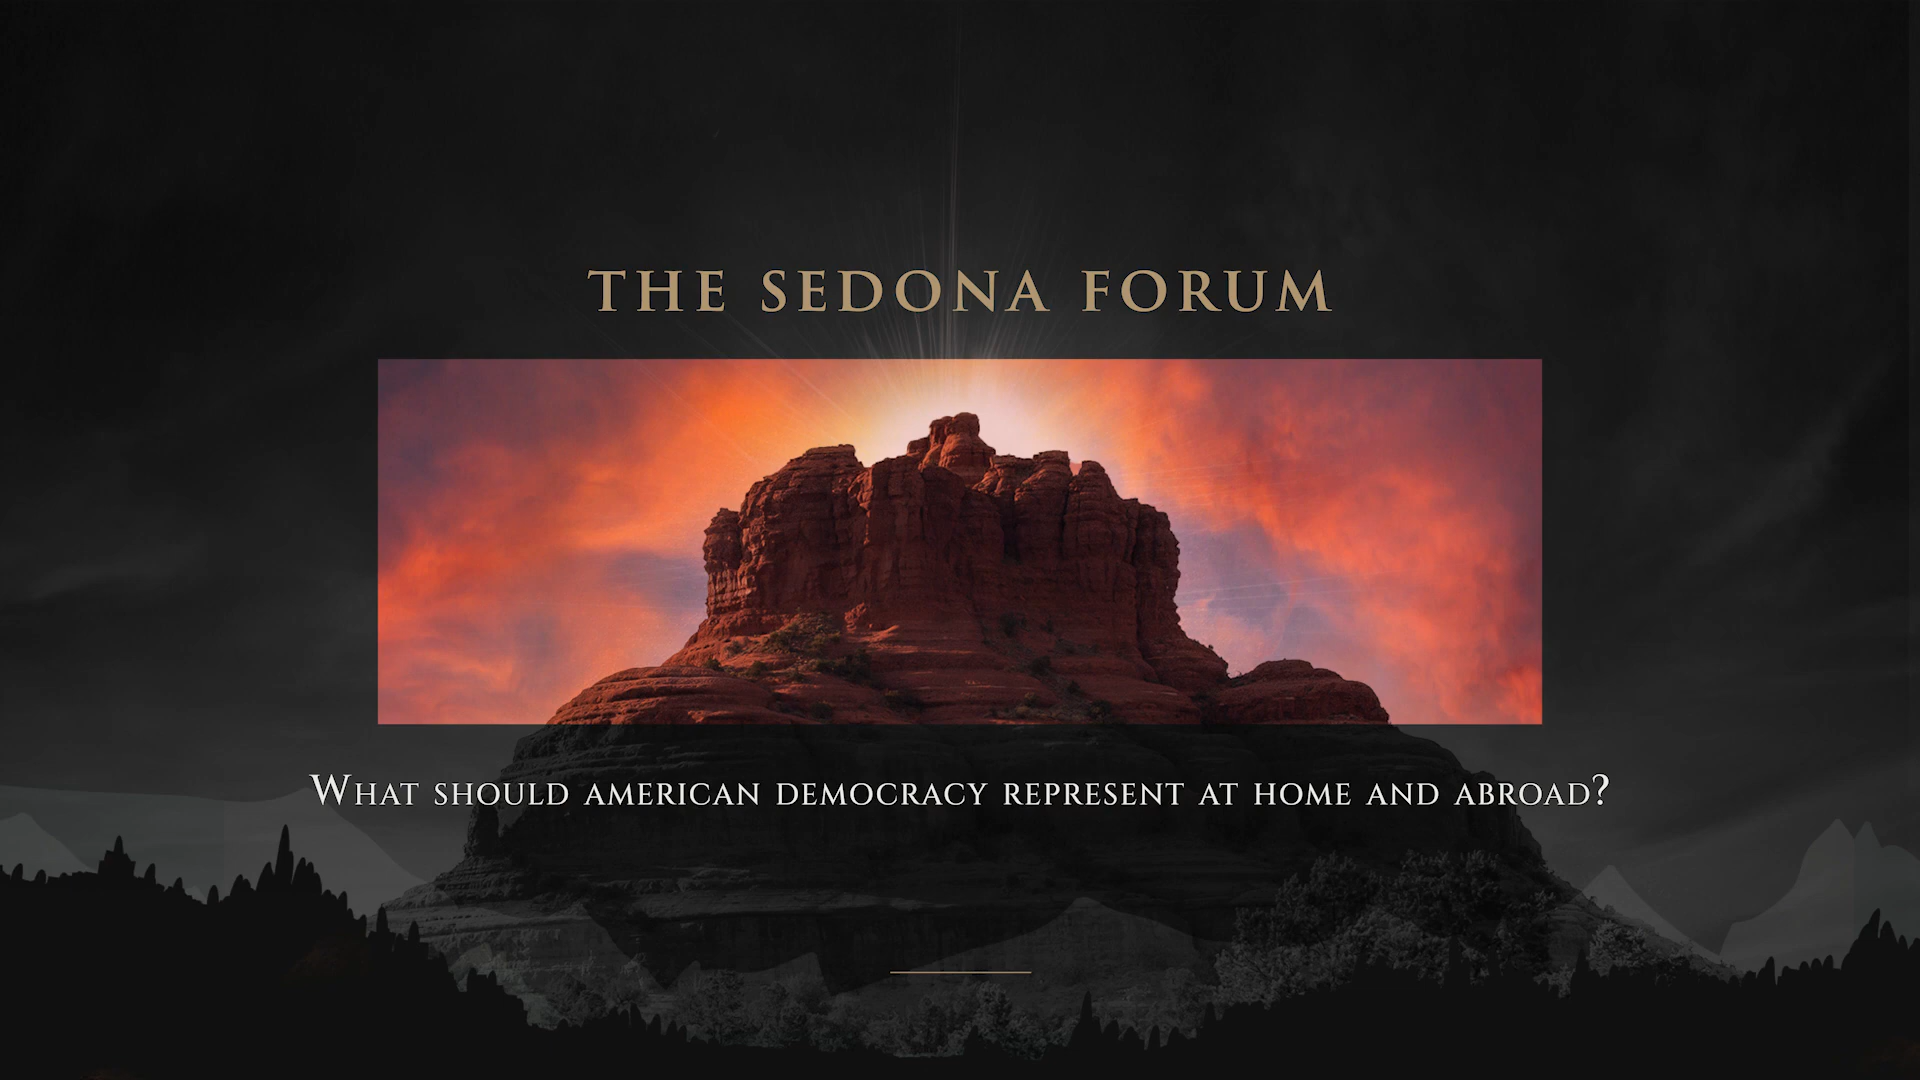 THE SEDONA FORUM
WHAT SHOULD AMERICAN DEMOCRACY REPRESENT AT HOME AND ABROAD?